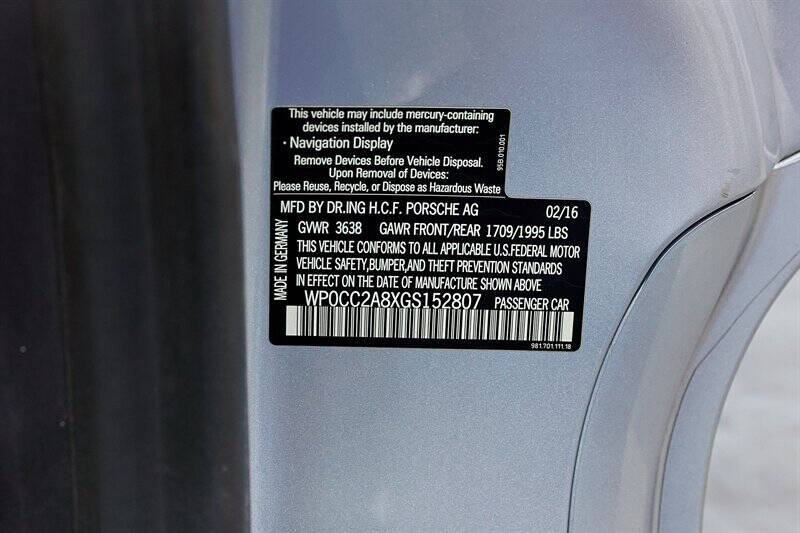 This vehicle may include mercury-containing
devices installed by the manufacturer:
· Navigation Display
Remove Devices Before Vehicle Disposal.
Upon Removal of Devices:
Please Reuse, Recycle, or Dispose as Hazardous Waste
95B.010.001
MFD BY DR.ING H.C.F. PORSCHE AG 02/16
GWVR 3638 GAWR FRONT/REAR 1709/1995 LBS
THIS VEHICLE CONFORMS TO ALL APPLICABLE U.S.FEDERAL MOTOR
VEHICLE SAFETY,BUMPER,AND THEFT PREVENTION STANDARDS
IN EFFECT ON THE DATE OF MANUFACTURE SHOWN ABOVE.
WP0CC2A8XGS152807 PASSENGER CAR
MADE IN GERMANY
981.701.111.18